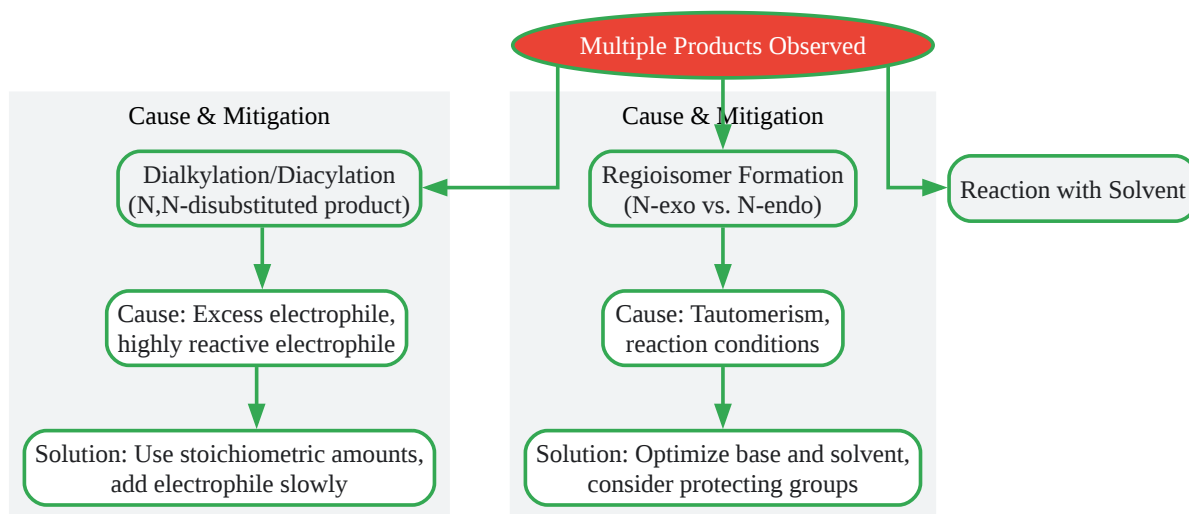 Multiple Products Observed
Cause & Mitigation
Dialkylation/Diacylation
(N,N-disubstituted product)
Cause: Excess electrophile,
highly reactive electrophile
Solution: Use stoichiometric amounts,
add electrophile slowly
Cause & Mitigation
Regioisomer Formation
(N-exo vs. N-endo)
Cause: Tautomerism,
reaction conditions
Solution: Optimize base and solvent,
consider protecting groups
Reaction with Solvent